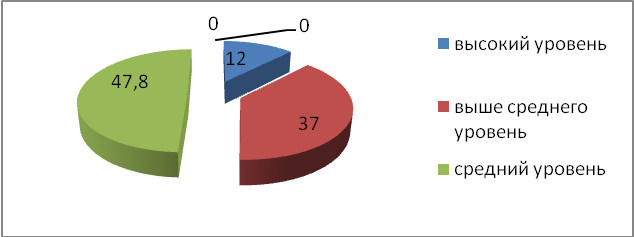 0
0
12
47,8
37
высокий уровень
выше среднего
уровень
средний уровень